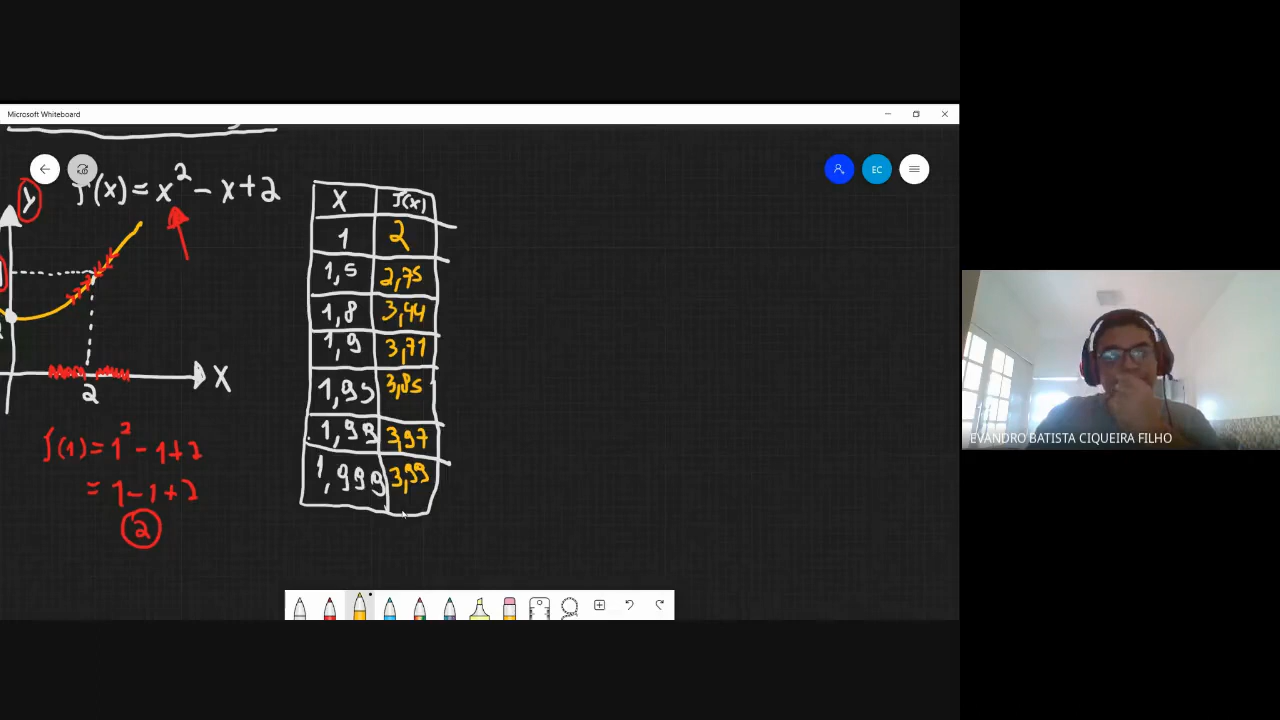 Microsoft Whiteboard
EC
y
f(x) = x² - x + 2
x f(x)
1 2
1,5 2,75
1,8 3,44
1,9 3,71
1,95 3,85
1,99 3,97
1,999 3,99
X
2
f(1) = 1² - 1 + 2
= 1 - 1 + 2
2
EVANDRO BATISTA CIQUEIRA FILHO